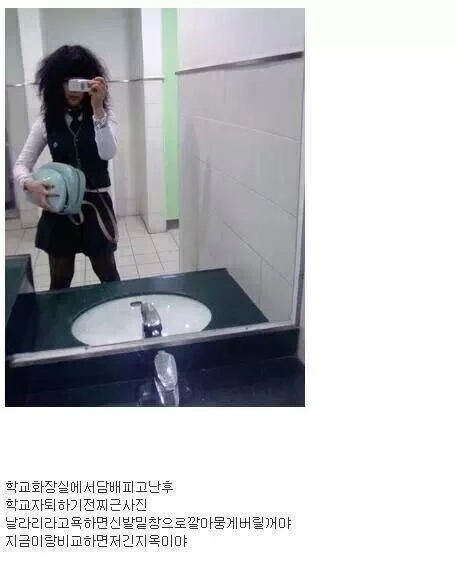 학교화장실에서담배피고난후
학교자퇴하기전찌근사진
날라리라고욕하면신발밑창으로깔아뭉게버릴꺼야
지금이랑비교하면저긴지옥이야